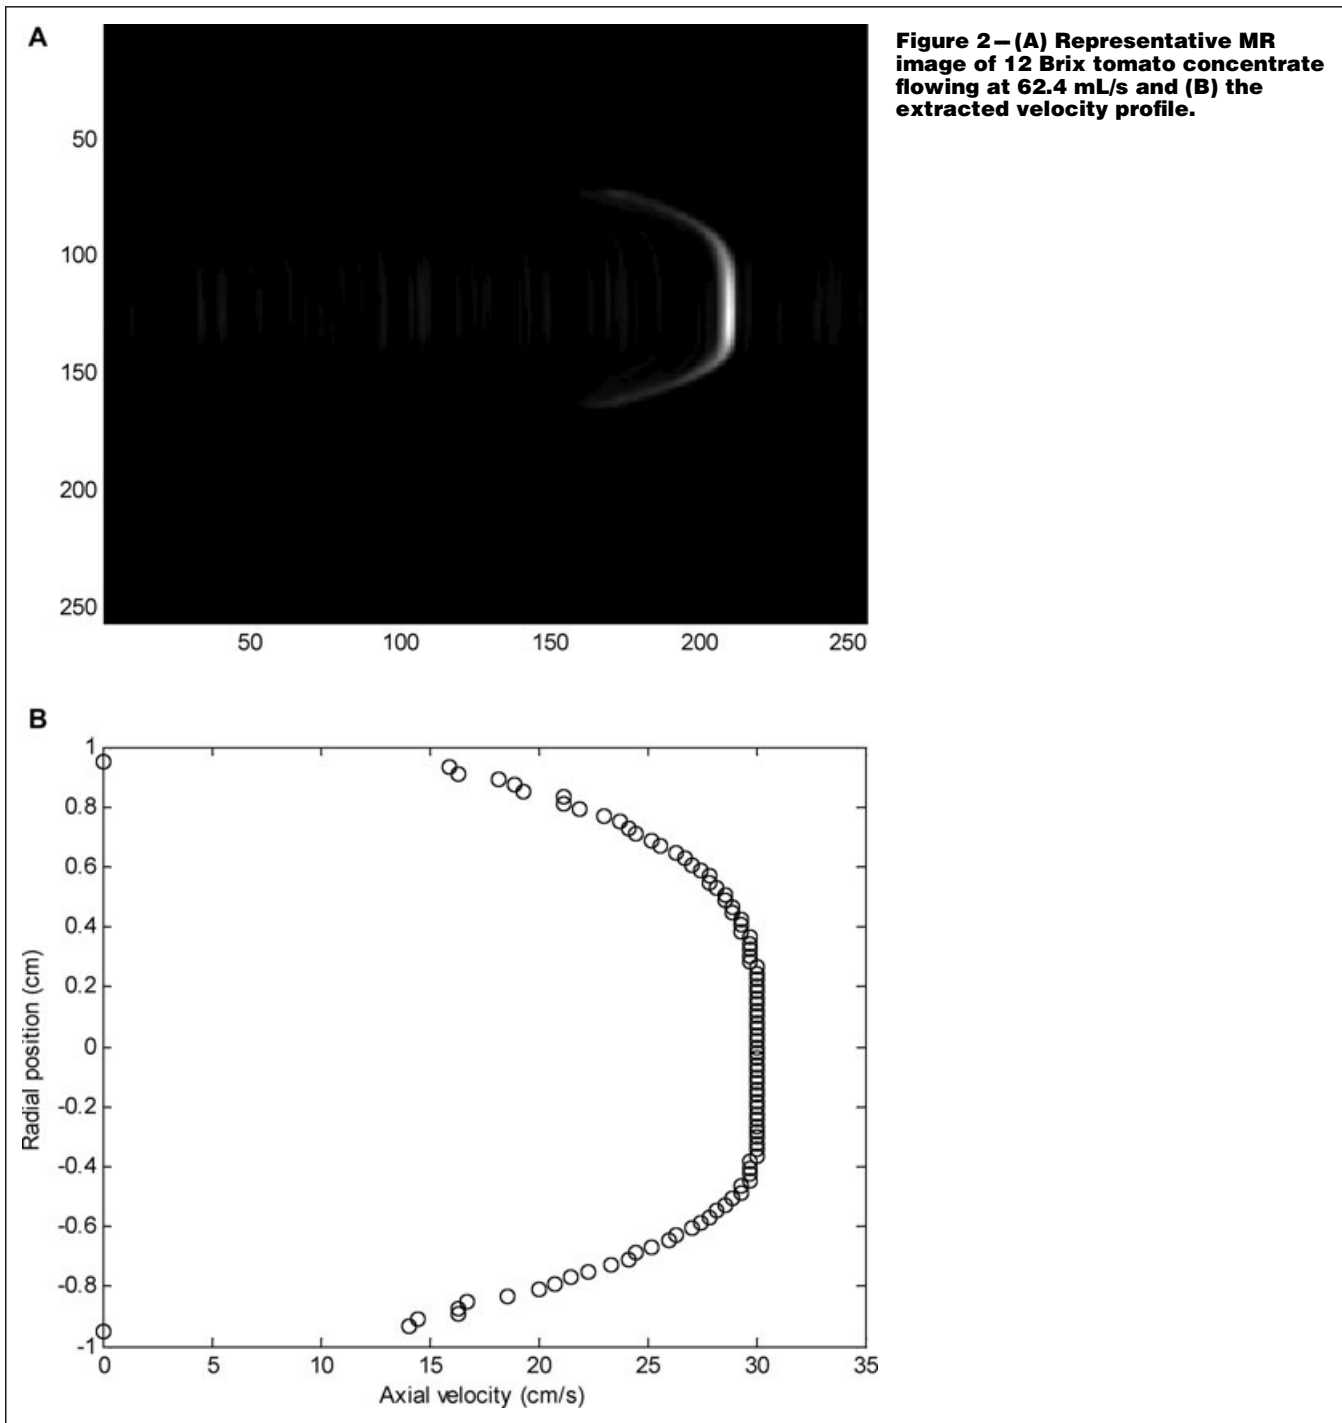 A
Figure 2—(A) Representative MR
image of 12 Brix tomato concentrate
flowing at 62.4 mL/s and (B) the
extracted velocity profile.
50
100
150
200
250
50 100 150 200 250
B
1
0.8
0.6
0.4
0.2
0
-0.2
-0.4
-0.6
-0.8
-1
Radial position (cm)
0 5 10 15 20 25 30 35
Axial velocity (cm/s)